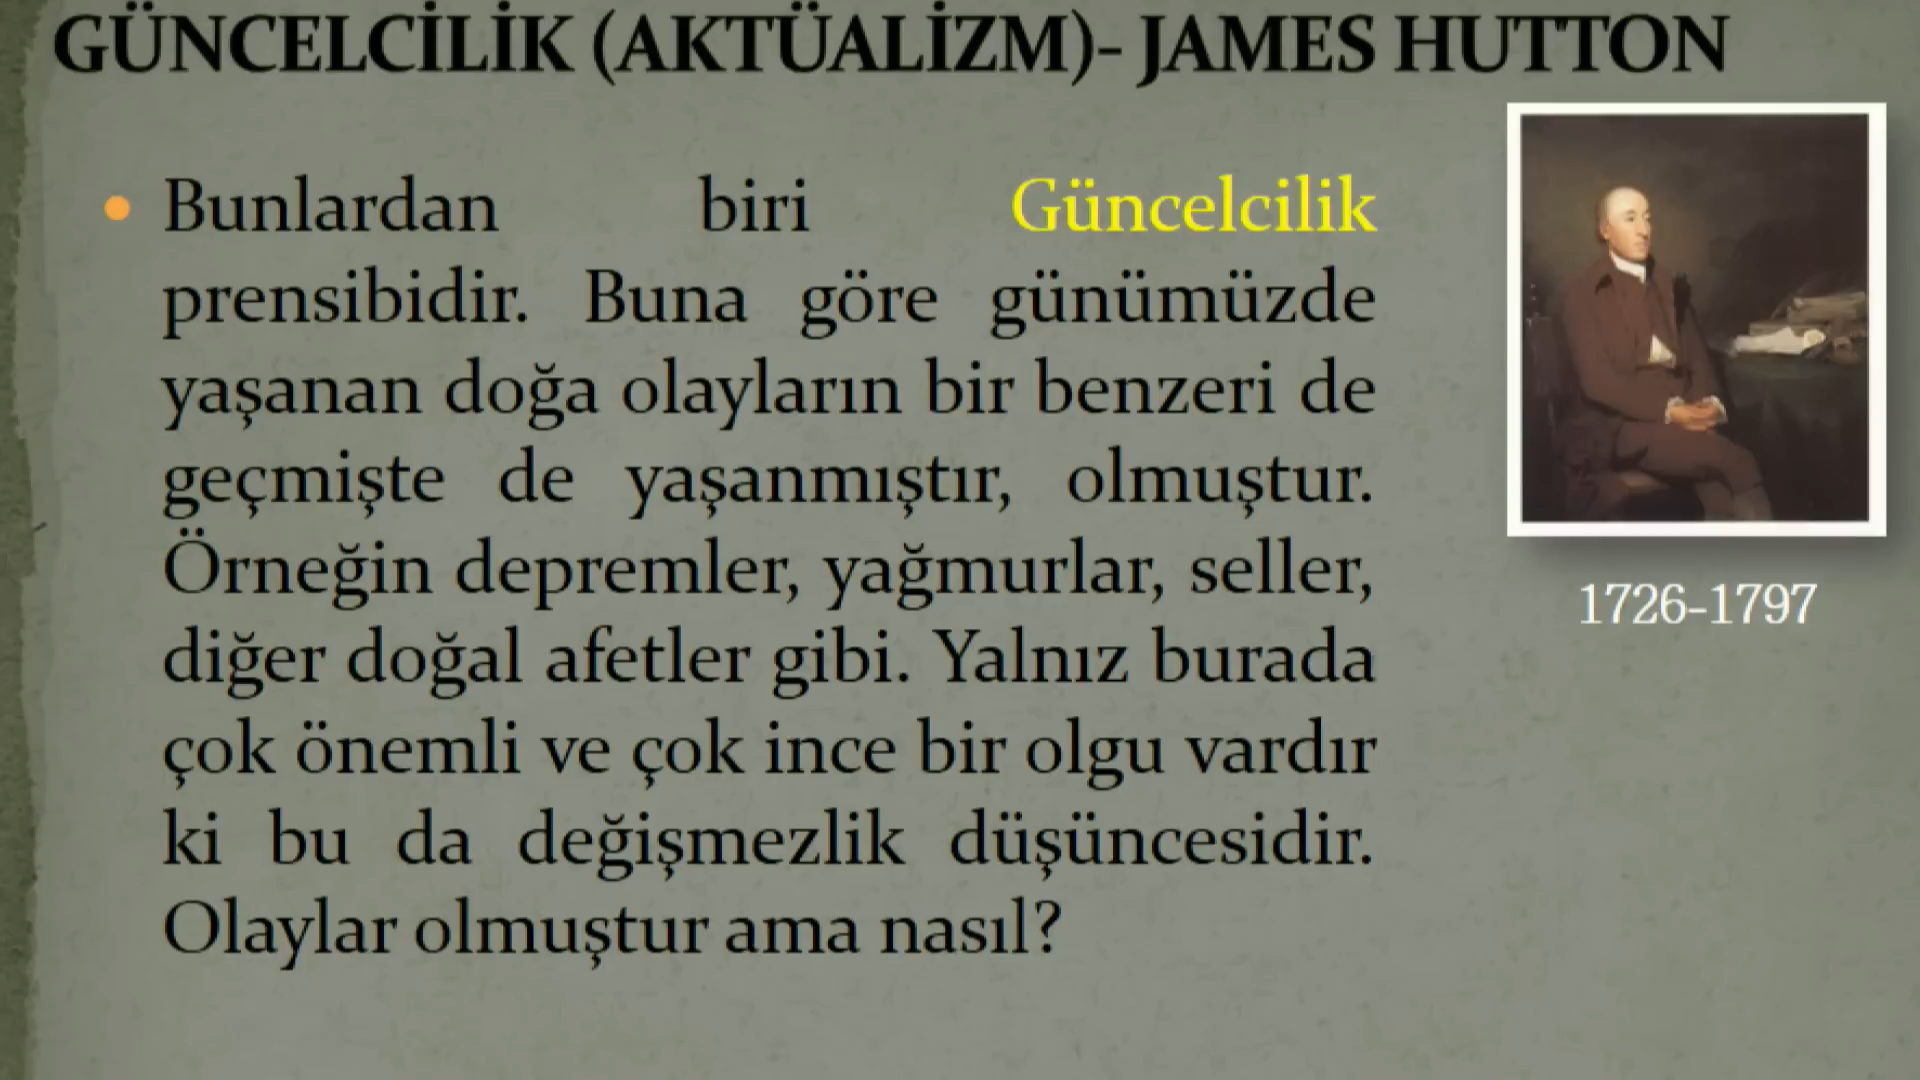 GÜNCELCİLİK (AKTÜALİZM)- JAMES HUTTON
Bunlardan biri Güncelcilik
prensibidir. Buna göre günümüzde
yaşanan doğa olayların bir benzeri de
geçmişte de yaşanmıştır, olmuştur.
Örneğin depremler, yağmurlar, seller,
diğer doğal afetler gibi. Yalnız burada
çok önemli ve çok ince bir olgu vardır
ki bu da değişmezlik düşüncesidir.
Olaylar olmuştur ama nasıl?
1726-1797